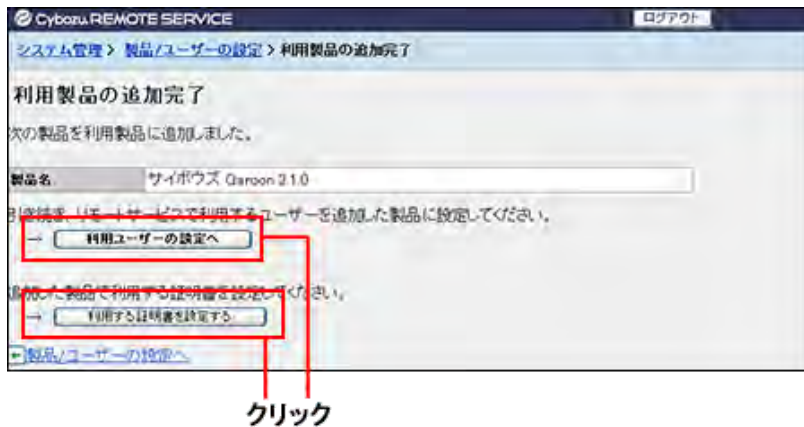 Cybozu REMOTE SERVICE ログアウト
システム管理 > 製品/ユーザーの設定 > 利用製品の追加完了
利用製品の追加完了
次の製品を利用製品に追加しました。
製品名 サイボウズ Garoon 2.1.0
引き続き、リモートサービスで利用するユーザーを追加した製品に設定してください。
→ 利用ユーザーの設定へ
追加した製品で利用する証明書を設定してください。
→ 利用する証明書を設定する
製品/ユーザーの設定へ
クリック